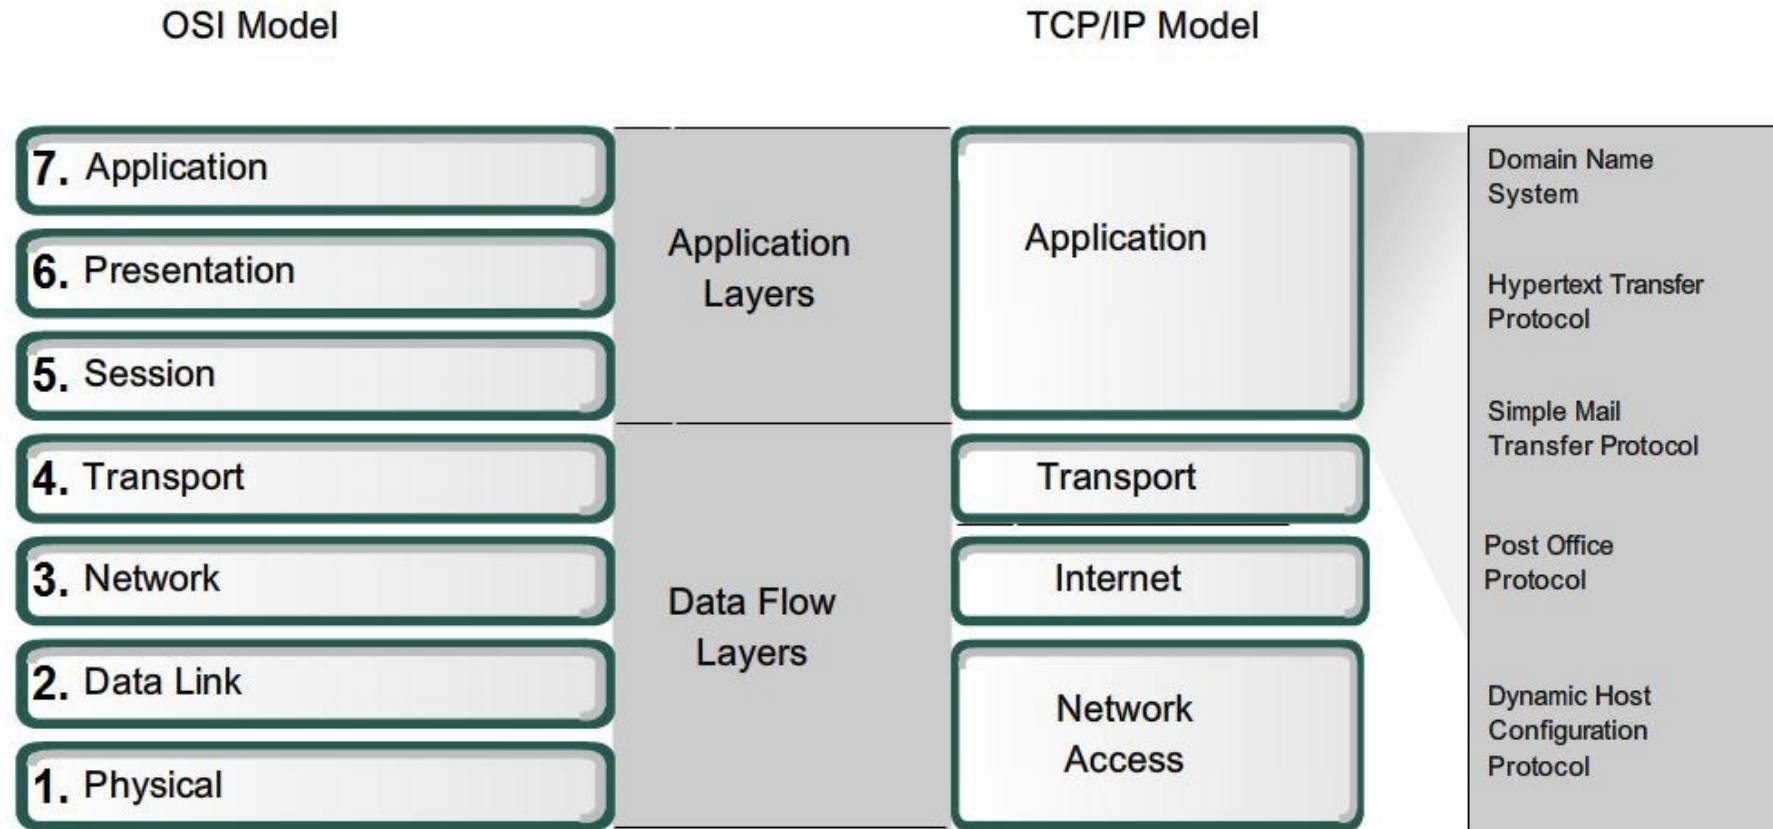 OSI Model
TCP/IP Model
7. Application
6. Presentation
5. Session
4. Transport
3. Network
2. Data Link
1. Physical
Application
Layers
Data Flow
Layers
Application
Transport
Internet
Network
Access
Domain Name
System
Hypertext Transfer
Protocol
Simple Mail
Transfer Protocol
Post Office
Protocol
Dynamic Host
Configuration
Protocol